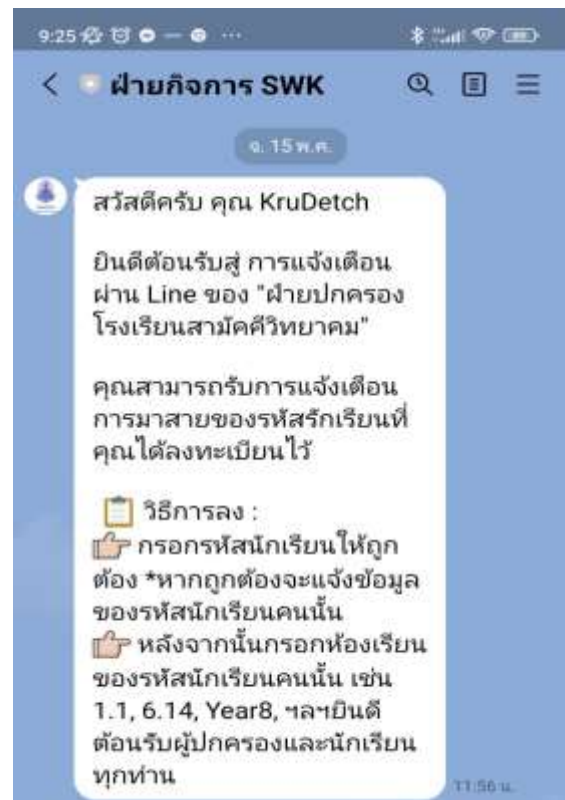 9:25
ฝ่ายกิจการ SWK
จ. 15 พ.ค.
สวัสดีครับ คุณ KruDetch
ยินดีต้อนรับสู่ การแจ้งเตือน
ผ่าน Line ของ "ฝ่ายปกครอง
โรงเรียนสามัคคีวิทยาคม"
คุณสามารถรับการแจ้งเตือน
การมาสายของรหัสรักเรียนที่
คุณได้ลงทะเบียนไว้
📋 วิธีการลง :
👉 กรอกรหัสนักเรียนให้ถูก
ต้อง *หากถูกต้องจะแจ้งข้อมูล
ของรหัสนักเรียนคนนั้น
👉 หลังจากนั้นกรอกห้องเรียน
ของรหัสนักเรียนคนนั้น เช่น
1.1, 6.14, Year8, ฯลฯยินดี
ต้อนรับผู้ปกครองและนักเรียน
ทุกท่าน
11:56 น.